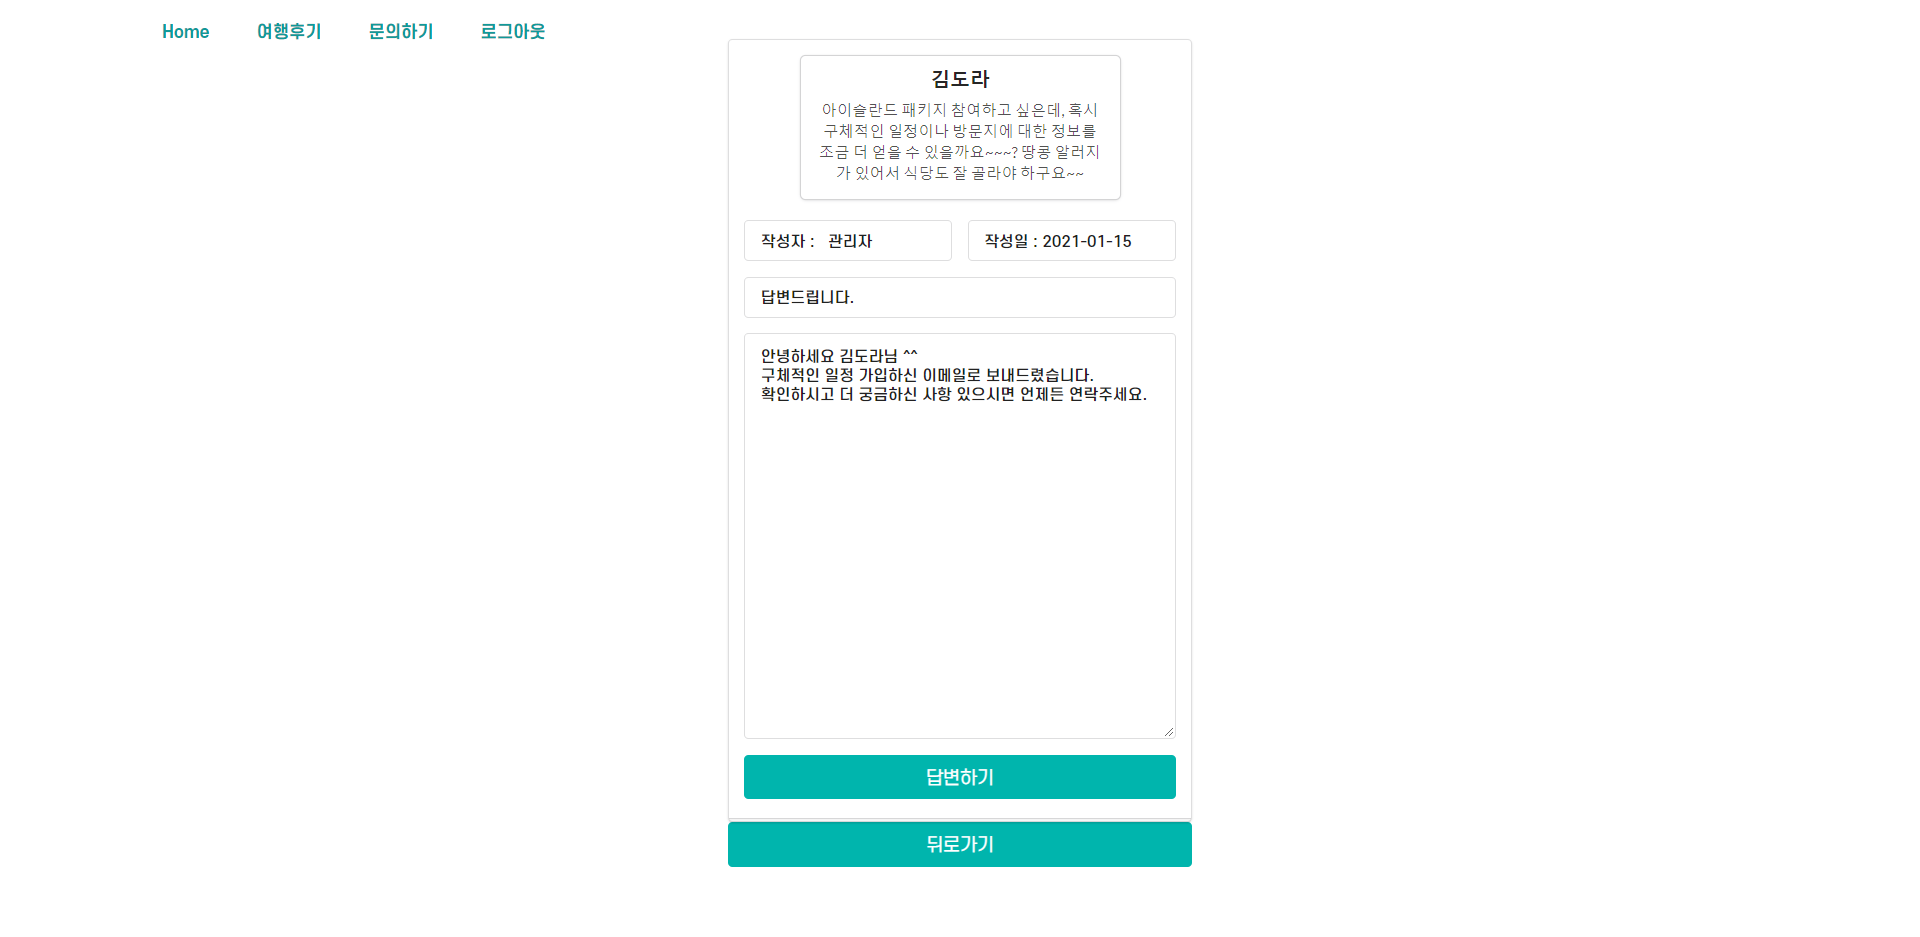 Home 여행후기 문의하기 로그아웃
김도라
아이슬란드 패키지 참여하고 싶은데, 혹시
구체적인 일정이나 방문지에 대한 정보를
조금 더 얻을 수 있을까요~~~? 땅콩 알러지
가 있어서 식당도 잘 골라야 하구요~~
작성자 : 관리자
작성일 : 2021-01-15
답변드립니다.
안녕하세요 김도라님 ^^
구체적인 일정 가입하신 이메일로 보내드렸습니다.
확인하시고 더 궁금하신 사항 있으시면 언제든 연락주세요.
답변하기
뒤로가기